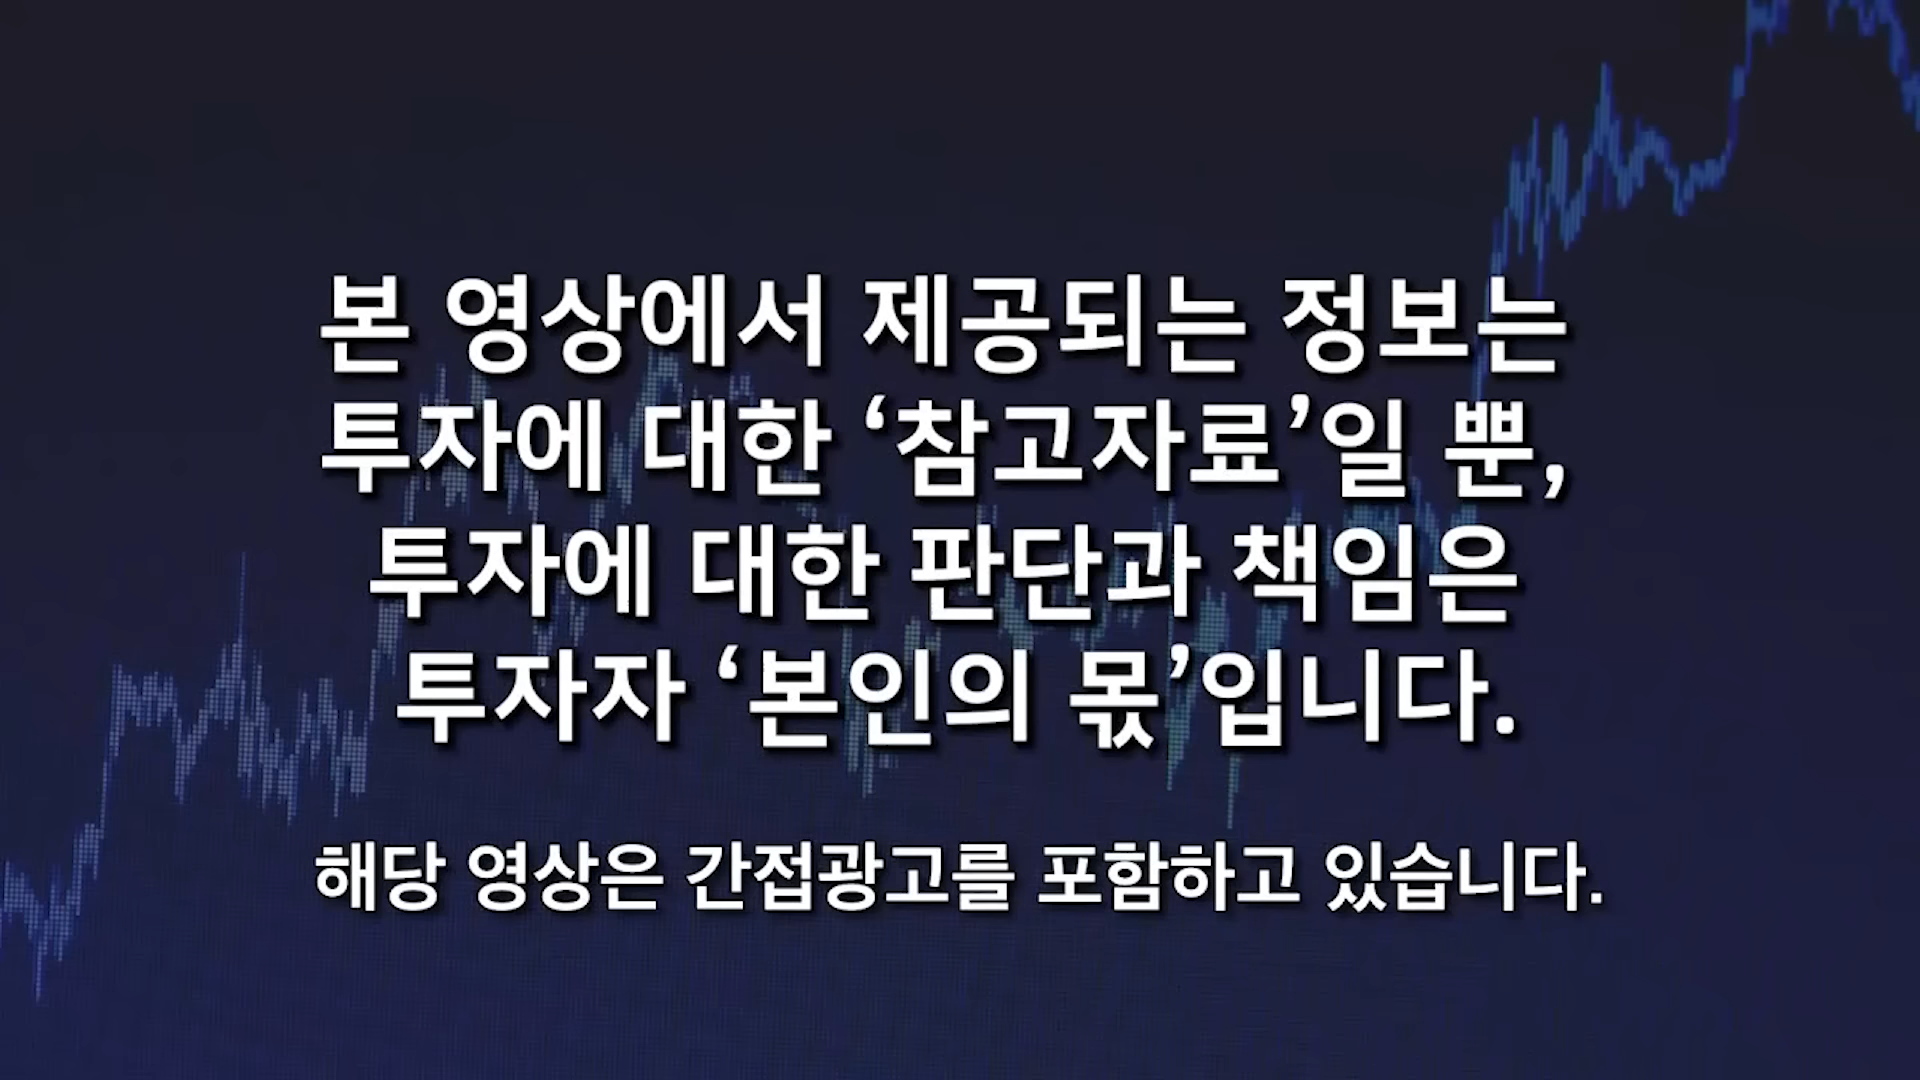 본 영상에서 제공되는 정보는
투자에 대한 ‘참고자료’일 뿐,
투자에 대한 판단과 책임은
투자자 ‘본인의 몫’입니다.
해당 영상은 간접광고를 포함하고 있습니다.